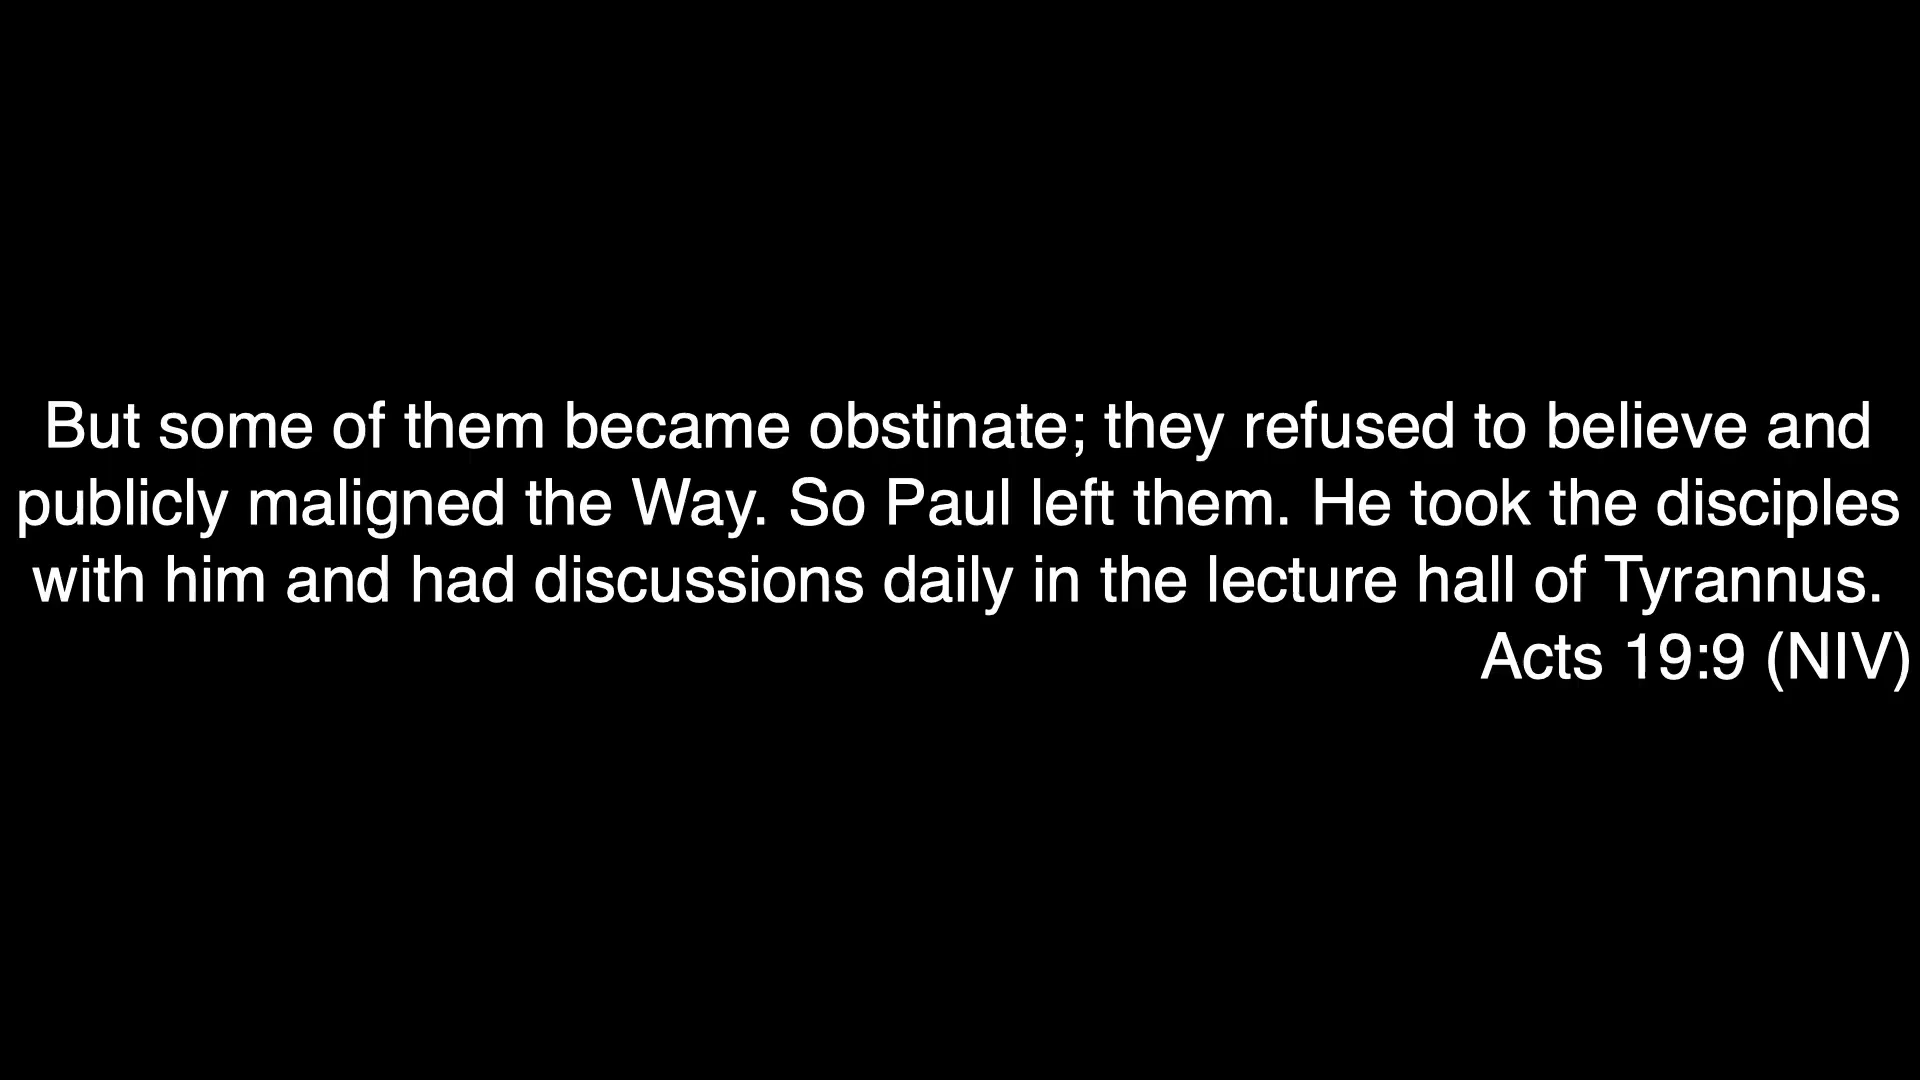 But some of them became obstinate; they refused to believe and
publicly maligned the Way. So Paul left them. He took the disciples
with him and had discussions daily in the lecture hall of Tyrannus.
Acts 19:9 (NIV)